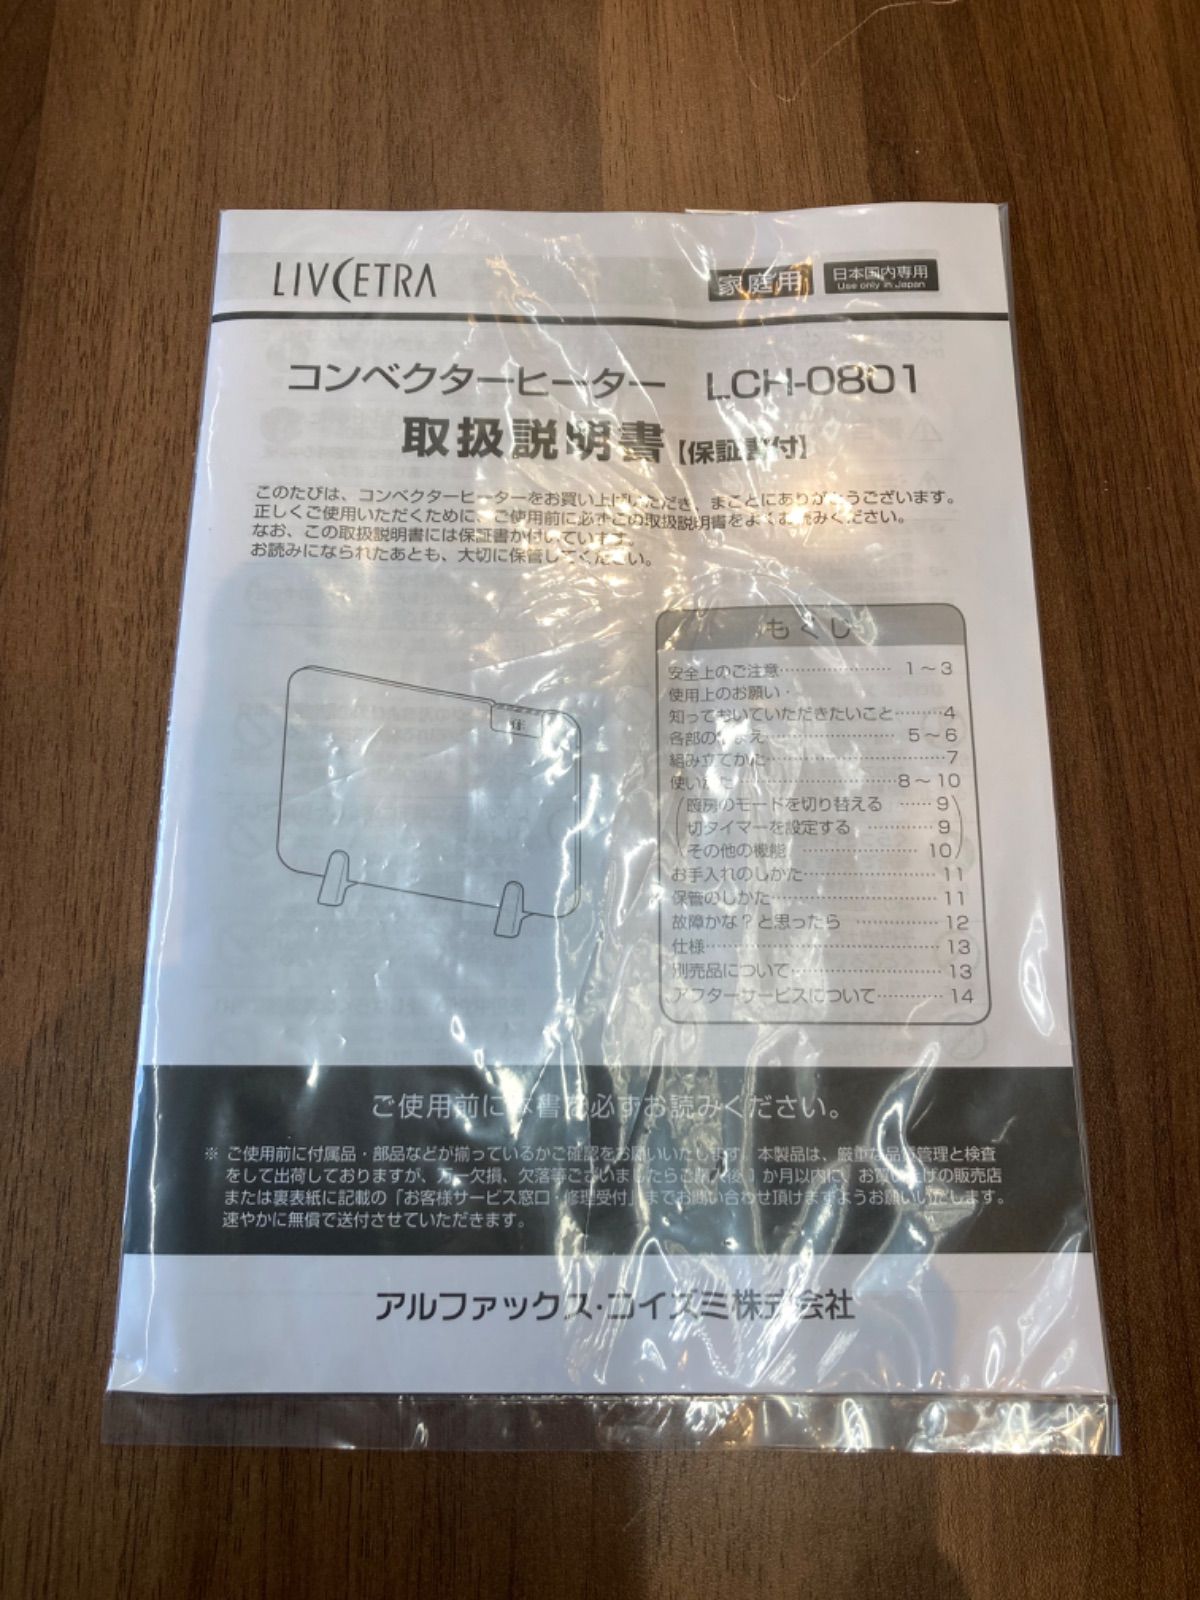 LIVCETRA
家庭用
日本国内専用
Use only in Japan
コンベクターヒーター LCH-0801
取扱説明書【保証書付】
このたびは、コンベクターヒーターをお買い上げいただき、まことにありがとうございます。
正しくご使用いただくために、ご使用前に必ずこの取扱説明書をよくお読みください。
なお、この取扱説明書には保証書が付いています。
お読みになられたあとも、大切に保管してください。
もくじ
安全上のご注意………………… 1～3
使用上のお願い・
知っておいていただきたいこと………4
各部のなまえ………………… 5～6
組み立てかた…………………………7
使いかた…………………………8～10
暖房のモードを切り替える ……9
切タイマーを設定する …………9
その他の機能 ………………… 10
お手入れのしかた……………………11
保管のしかた…………………………11
故障かな？と思ったら ……………12
仕様……………………………………13
別売品について………………………13
アフターサービスについて…………14
ご使用前に本書を必ずお読みください。
※ ご使用前に付属品・部品などが揃っているかご確認をお願いいたします。本製品は、厳重な品質管理と検査
をして出荷しておりますが、万一欠損、欠落等ございましたらご購入後1か月以内に、お買い上げの販売店
または裏表紙に記載の「お客様サービス窓口・修理受付」までお問い合わせ頂けますようお願いいたします。
速やかに無償で送付させていただきます。
アルファックス・コイズミ株式会社